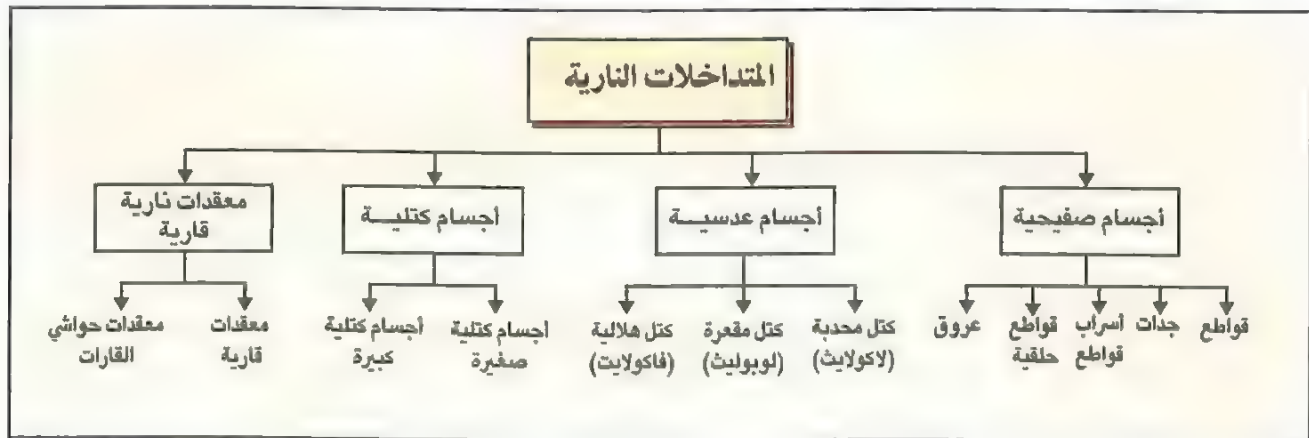 المتداخلات النارية
أجسام صفيحية
أجسام عدسيـــة
أجسام كتليـــة
معقدات نارية
قارية
قواطع
جدات
أسراب
قواطع
قواطع
حلقية
عروق
كتل محدبة
(لاكولايث)
كتل مقعرة
(لوبوليث)
كتل هلالية
(فاكولايت)
أجسام كتلية
صغيرة
أجسام كتلية
كبيرة
معقدات
قارية
معقدات حواشي
القارات